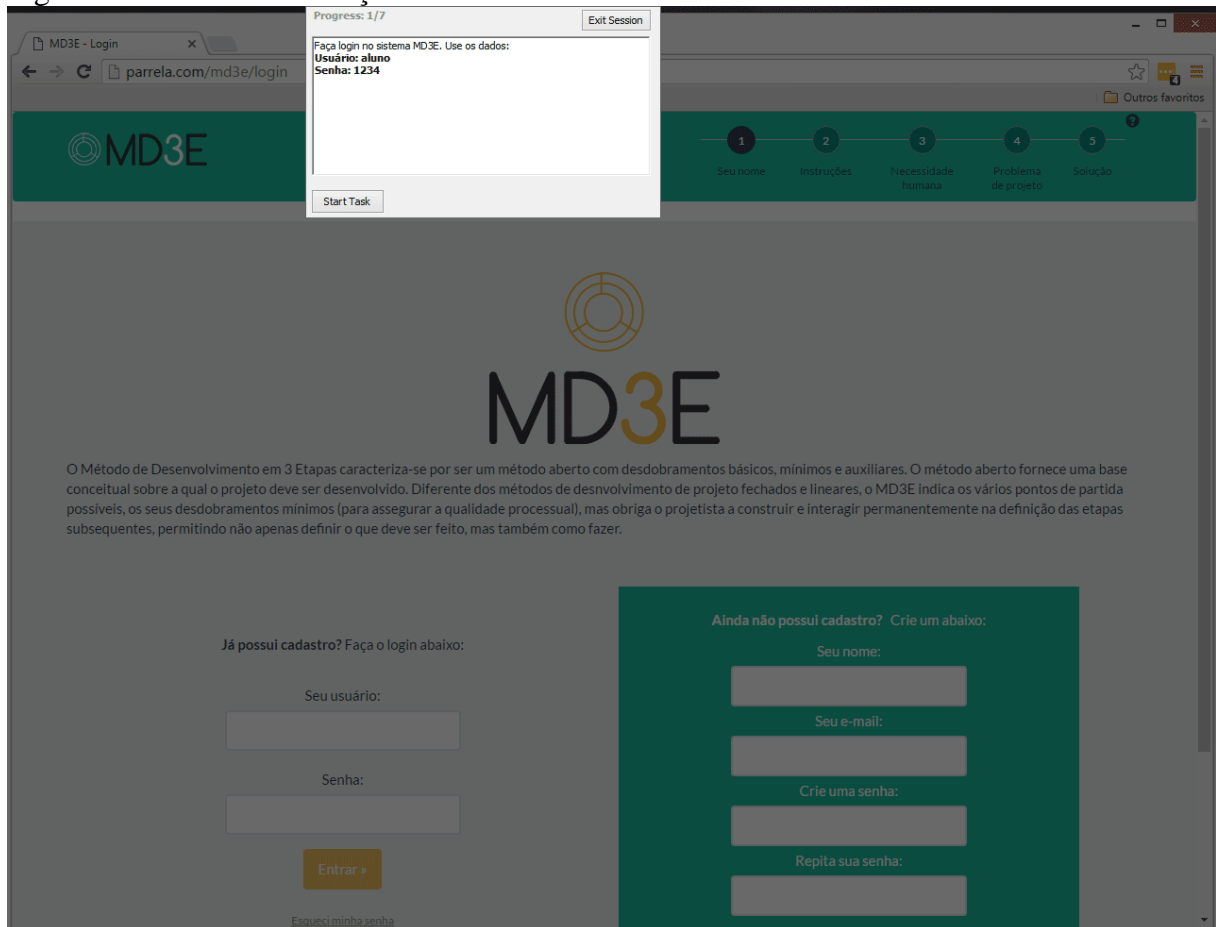 Progress: 1/7
Exit Session
MD3E - Login
Faça login no sistema MD3E. Use os dados:
Usuário: aluno
Senha: 1234
parrela.com/md3e/login
4
Outros favoritos
MD3E
1
2
3
4
5
?
Seu nome
Instruções
Necessidade
humana
Problema
de projeto
Solução
Start Task
MD3E
O Método de Desenvolvimento em 3 Etapas caracteriza-se por ser um método aberto com desdobramentos básicos, mínimos e auxiliares. O método aberto fornece uma base
conceitual sobre a qual o projeto deve ser desenvolvido. Diferente dos métodos de desnvolvimento de projeto fechados e lineares, o MD3E indica os vários pontos de partida
possíveis, os seus desdobramentos mínimos (para assegurar a qualidade processual), mas obriga o projetista a construir e interagir permanentemente na definição das etapas
subsequentes, permitindo não apenas definir o que deve ser feito, mas também como fazer.
Já possui cadastro? Faça o login abaixo:
Seu usuário:
Senha:
Entrar »
Esqueci minha senha
Ainda não possui cadastro? Crie um abaixo:
Seu nome:
Seu e-mail:
Crie uma senha:
Repita sua senha: